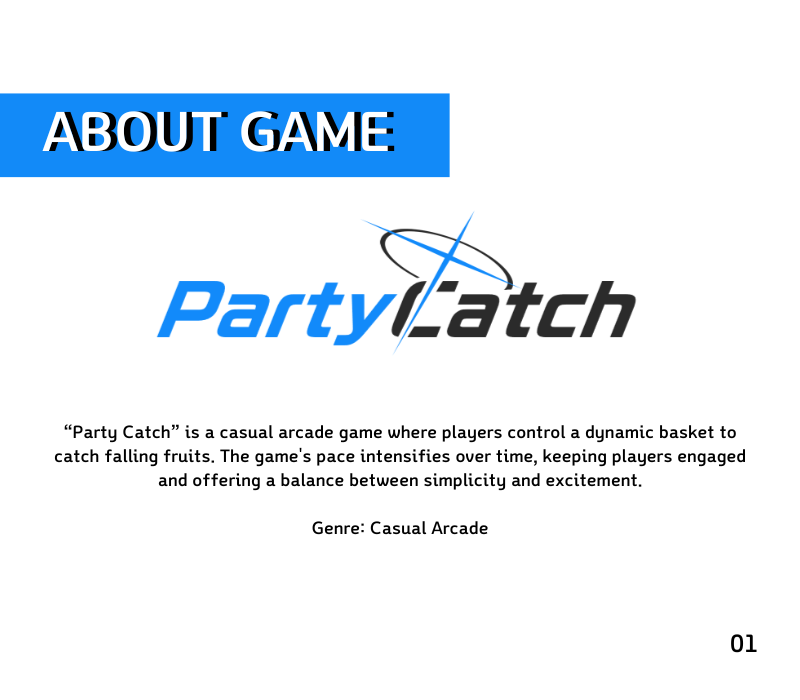 ABOUT GAME
PartyCatch
“Party Catch” is a casual arcade game where players control a dynamic basket to
catch falling fruits. The game's pace intensifies over time, keeping players engaged
and offering a balance between simplicity and excitement.
Genre: Casual Arcade
01